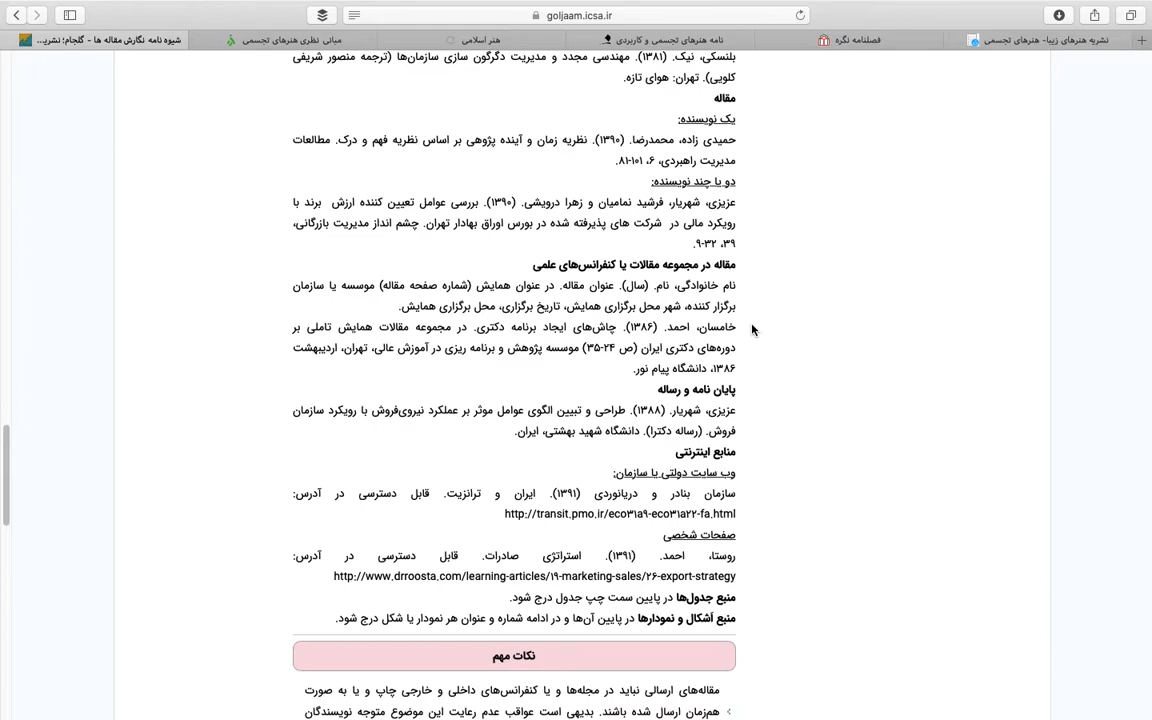 goljaam.icsa.ir
نشریه هنرهای زیبا- هنرهای تجسمی
فصلنامه نگره
نامه هنرهای تجسمی و کاربردی
هنر اسلامی
مبانی نظری هنرهای تجسمی
شیوه نامه نگارش مقاله ها - گلجام؛ نشری...
بلنسکی، نیک. (۱۳۸۱). مهندسی مجدد و مدیریت دگرگون سازی سازمان‌ها (ترجمه منصور شریفی
کلویی). تهران: هوای تازه.
مقاله
یک نویسنده:
حمیدی زاده، محمدرضا. (۱۳۹۰). نظریه زمان و آینده پژوهی بر اساس نظریه فهم و درک. مطالعات
مدیریت راهبردی، ۶، ۱۰۱-۸۱.
دو یا چند نویسنده:
عزیزی، شهریار، فرشید نمامیان و زهرا درویشی. (۱۳۹۰). بررسی عوامل تعیین کننده ارزش برند با
رویکرد مالی در شرکت های پذیرفته شده در بورس اوراق بهادار تهران. چشم انداز مدیریت بازرگانی،
۳۹، ۳۲-۹.
مقاله در مجموعه مقالات یا کنفرانس‌های علمی
نام خانوادگی، نام. (سال). عنوان مقاله. در عنوان همایش (شماره صفحه مقاله) موسسه یا سازمان
برگزار کننده، شهر محل برگزاری همایش، تاریخ برگزاری، محل برگزاری همایش.
خامسان، احمد. (۱۳۸۶). چاش‌های ایجاد برنامه دکتری. در مجموعه مقالات همایش تاملی بر
دوره‌های دکتری ایران (ص ۲۴-۳۵) موسسه پژوهش و برنامه ریزی در آموزش عالی، تهران، اردیبهشت
۱۳۸۶، دانشگاه پیام نور.
پایان نامه و رساله
عزیزی، شهریار. (۱۳۸۸). طراحی و تبیین الگوی عوامل موثر بر عملکرد نیروی‌فروش با رویکرد سازمان
فروش. (رساله دکترا). دانشگاه شهید بهشتی، ایران.
منابع اینترنتی
وب سایت دولتی یا سازمان:
سازمان بنادر و دریانوردی (۱۳۹۱). ایران و ترانزیت. قابل دسترسی در آدرس:
http://transit.pmo.ir/eco۳۱a۹-eco۳۱a۲۲-fa.html
صفحات شخصی
روستا، احمد. (۱۳۹۱). استراتژی صادرات. قابل دسترسی در آدرس:
http://www.drroosta.com/learning-articles/۱۹-marketing-sales/۲۶-export-strategy
منبع جدول‌ها در پایین سمت چپ جدول درج شود.
منبع اَشکال و نمودارها در پایین آن‌ها و در ادامه شماره و عنوان هر نمودار یا شکل درج شود.
نکات مهم
مقاله‌های ارسالی نباید در مجله‌ها و یا کنفرانس‌های داخلی و خارجی چاپ و یا به صورت
همزمان ارسال شده باشند. بدیهی است عواقب عدم رعایت این موضوع متوجه نویسندگان